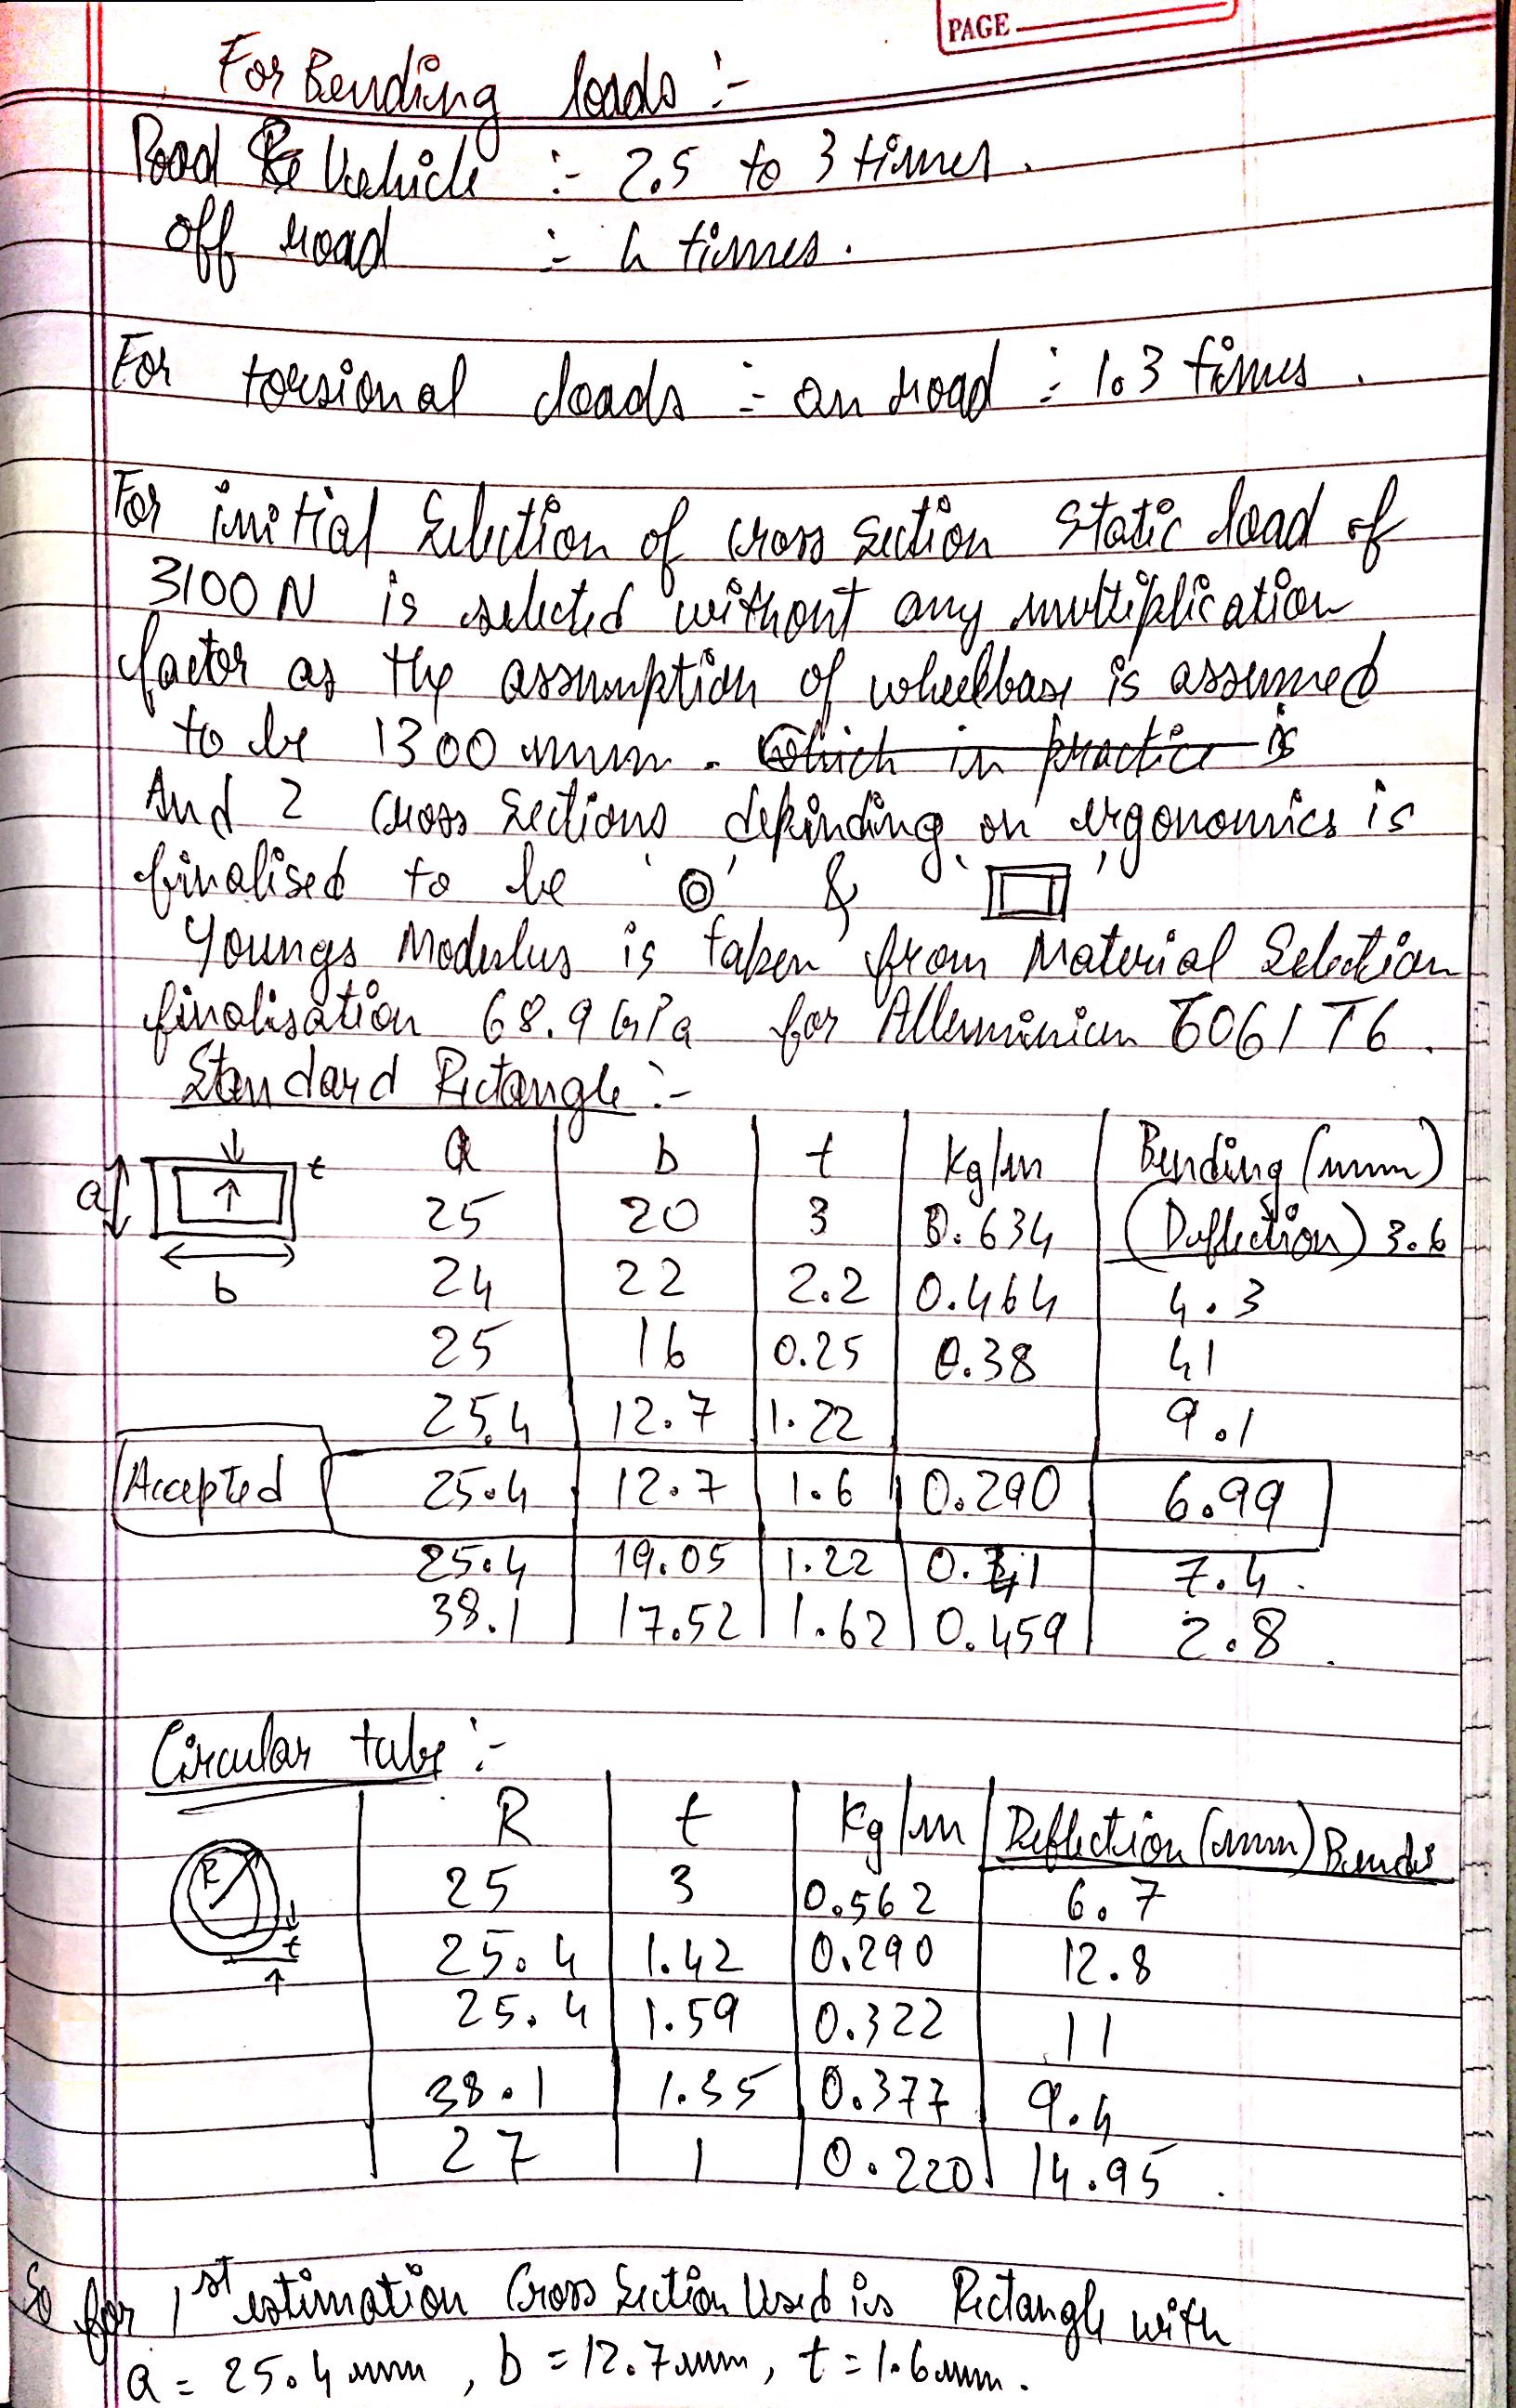 PAGE
For Bending loads :-
Road Vehicle :- 2.5 to 3 times.
off road :- 4 times.
For torsional loads :- on road :- 1.3 times.
For initial Selection of cross section static load of
3100 N is selected without any multiplication
factor as the assumption of wheelbase is assumed
to be 1300 mm. Which in practice is
And 2 cross sections depending on ergonomics is
finalised to be ' ' & ' '
Youngs Modulus is taken from Material Selection
finalisation 68.9 GPa for Alluminium 6061 T6.
Standard Rectangle :-
a b t kg/m Bending (mm)
t
a 25 20 3 0.634 (Deflection) 3.6
b 24 22 2.2 0.464 4.3
25 16 0.25 0.38 41
25.4 12.7 1.22 9.1
Accepted 25.4 12.7 1.6 0.290 6.99
25.4 19.05 1.22 7.4.
38.1 17.52 1.62 0.459 2.8.
Circular tube :-
R t kg/m Deflection (mm)
R 25 3 0.562 6.7
t 25.4 1.42 0.290 12.8
25.4 1.59 0.322 11
38.1 1.35 0.377 9.4
27 1 0.220 14.95.
So for 1st estimation Cross Section Used is Rectangle with
a = 25.4 mm, b = 12.7 mm, t = 1.6 mm.